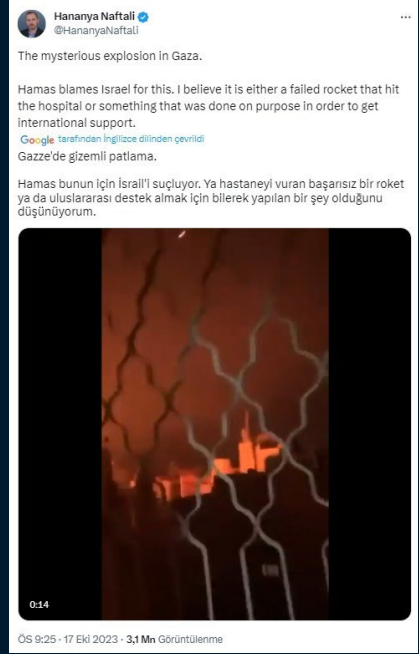 Hananya Naftali
@HananyaNaftali
The mysterious explosion in Gaza.
Hamas blames Israel for this. I believe it is either a failed rocket that hit
the hospital or something that was done on purpose in order to get
international support.
Google tarafından İngilizce dilinden çevrildi
Gazze'de gizemli patlama.
Hamas bunun için İsrail'i suçluyor. Ya hastaneyi vuran başarısız bir roket
ya da uluslararası destek almak için bilerek yapılan bir şey olduğunu
düşünüyorum.
0:14
ÖS 9:25 · 17 Eki 2023 · 3,1 Mn Görüntülenme